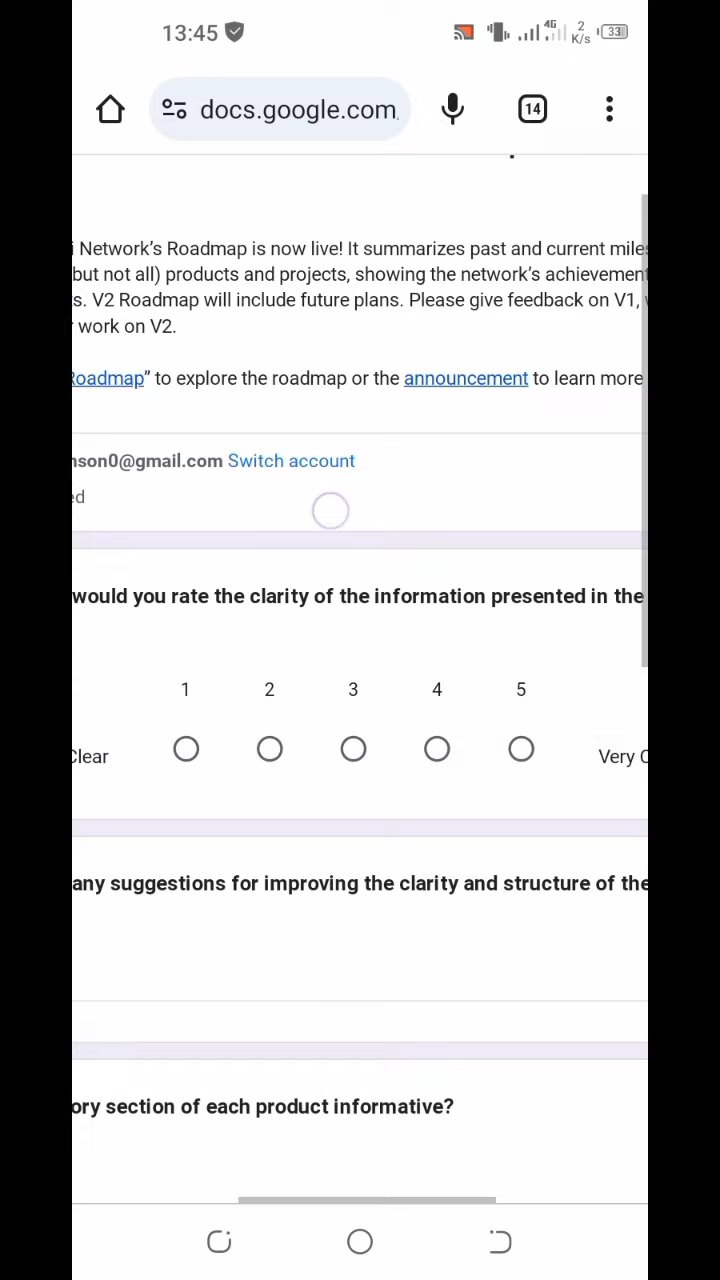 13:45
4G
2
K/s
33
docs.google.com
14
i Network's Roadmap is now live! It summarizes past and current miles
but not all) products and projects, showing the network's achievement
s. V2 Roadmap will include future plans. Please give feedback on V1,
work on V2.
Roadmap" to explore the roadmap or the announcement to learn more
nson0@gmail.com Switch account
ed
would you rate the clarity of the information presented in the
1 2 3 4 5
Clear
Very C
any suggestions for improving the clarity and structure of the
ory section of each product informative?